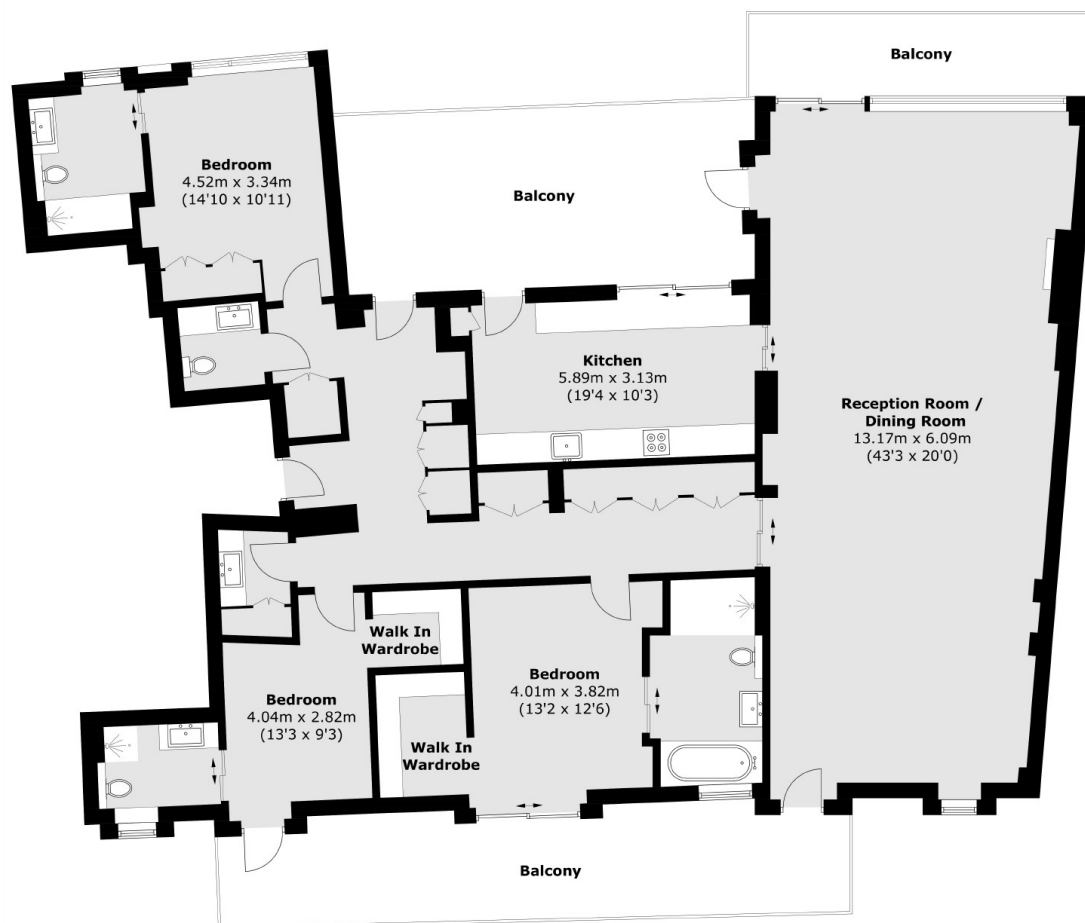 Balcony
Bedroom
4.52m x 3.34m
(14'10 x 10'11)
Balcony
Kitchen
5.89m x 3.13m
(19'4 x 10'3)
Reception Room /
Dining Room
13.17m x 6.09m
(43'3 x 20'0)
Walk In
Wardrobe
Bedroom
4.04m x 2.82m
(13'3 x 9'3)
Walk In
Wardrobe
Bedroom
4.01m x 3.82m
(13'2 x 12'6)
Balcony